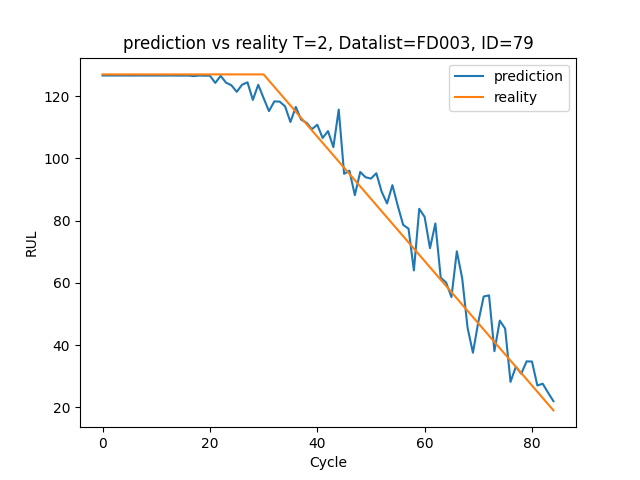 prediction vs reality T=2, Datalist=FD003, ID=79
prediction
reality
120
100
80
60
40
20
RUL
0
20
40
60
80
Cycle